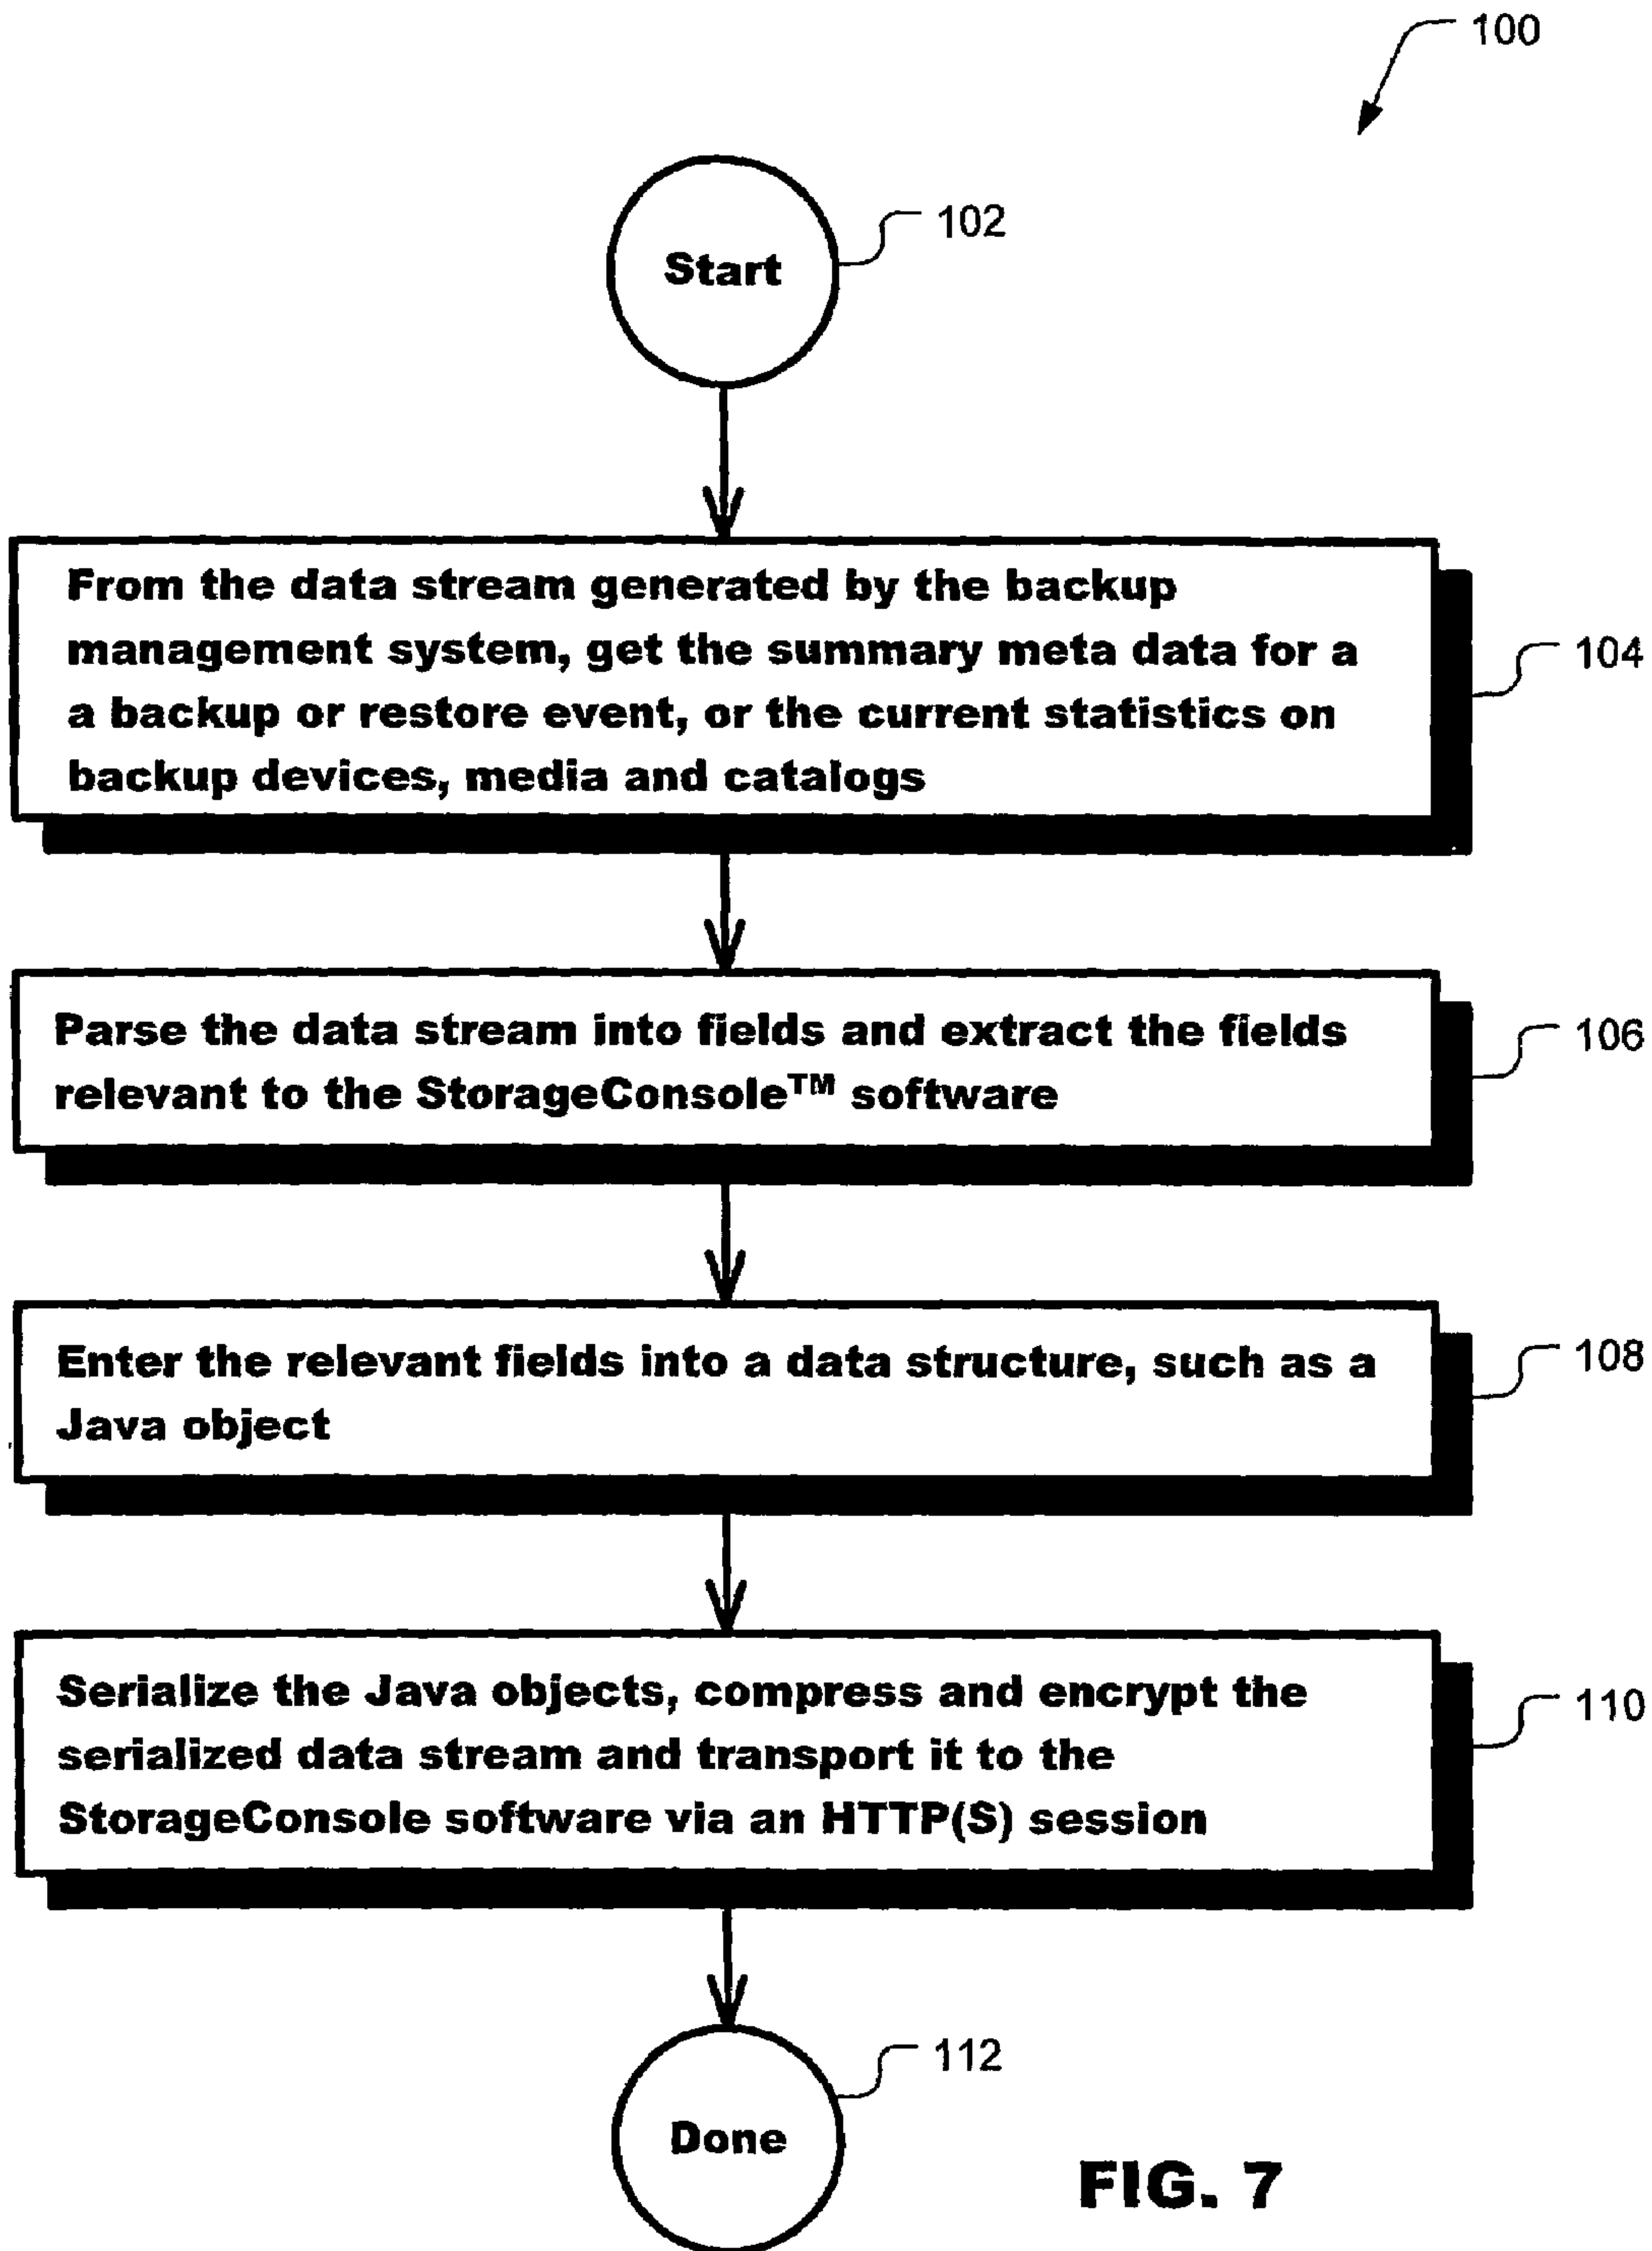 100
Start
102
From the data stream generated by the backup
management system, get the summary meta data for a
a backup or restore event, or the current statistics on
backup devices, media and catalogs
104
Parse the data stream into fields and extract the fields
relevant to the StorageConsole™ software
106
Enter the relevant fields into a data structure, such as a
Java object
108
Serialize the Java objects, compress and encrypt the
serialized data stream and transport it to the
StorageConsole software via an HTTP(S) session
110
112
Done
FIG. 7